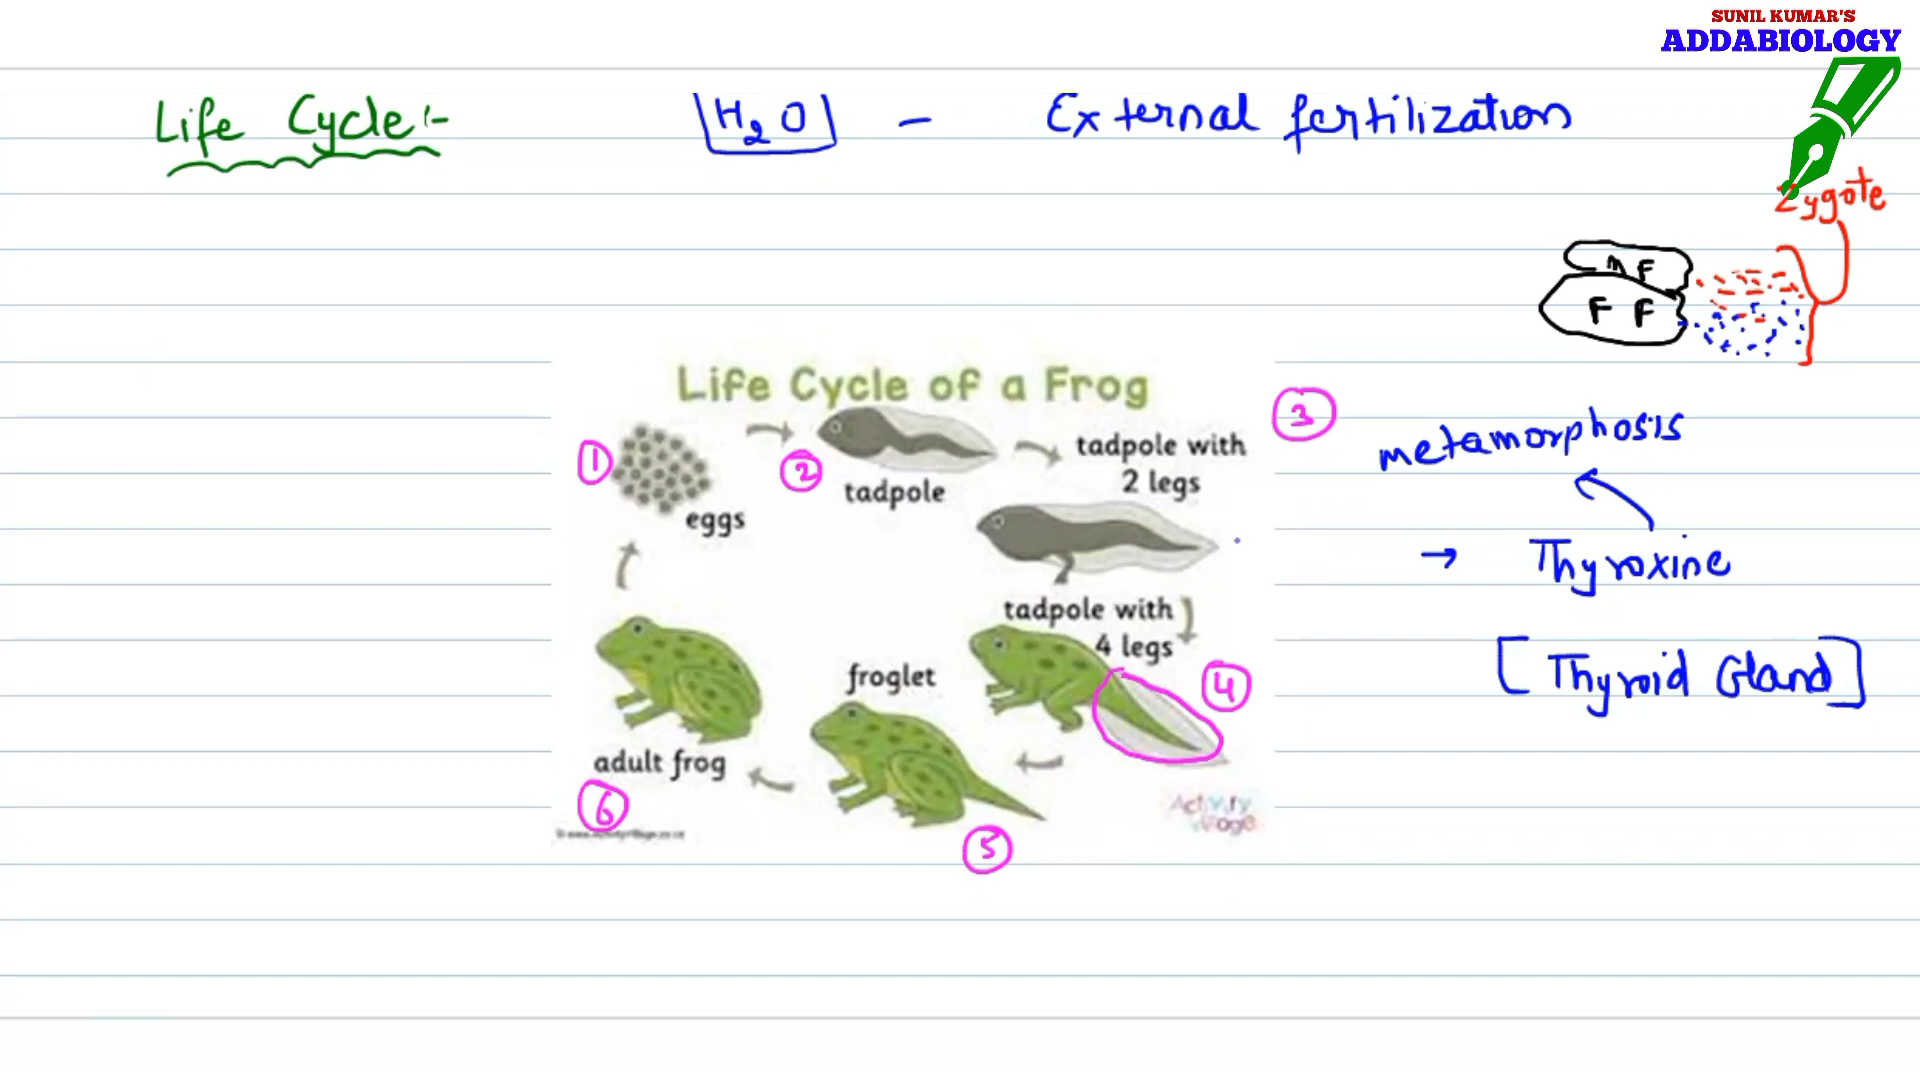 SUNIL KUMAR'S
ADDABIOLOGY
Life Cycle:- H2O - External fertilization
Zygote
m F
F F
Life Cycle of a Frog
3
metamorphosis
1
2
tadpole with
2 legs
tadpole
eggs
→ Thyroxine
tadpole with
4 legs
froglet
4
[Thyroid Gland]
adult frog
6
5
Activity
Village